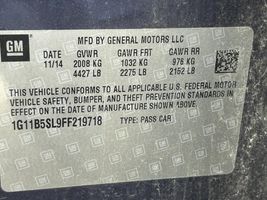 GM
MFD BY GENERAL MOTORS LLC
DATE GVWR GAWR FRT GAWR RR
11/14 2008 KG 1032 KG 976 KG
4427 LB 2275 LB 2152 LB
THIS VEHICLE CONFORMS TO ALL APPLICABLE U.S. FEDERAL MOTOR
VEHICLE SAFETY, BUMPER, AND THEFT PREVENTION STANDARDS IN
EFFECT ON THE DATE OF MANUFACTURE SHOWN ABOVE.
1G11B5SL9FF219718 TYPE: PASS CAR
GM